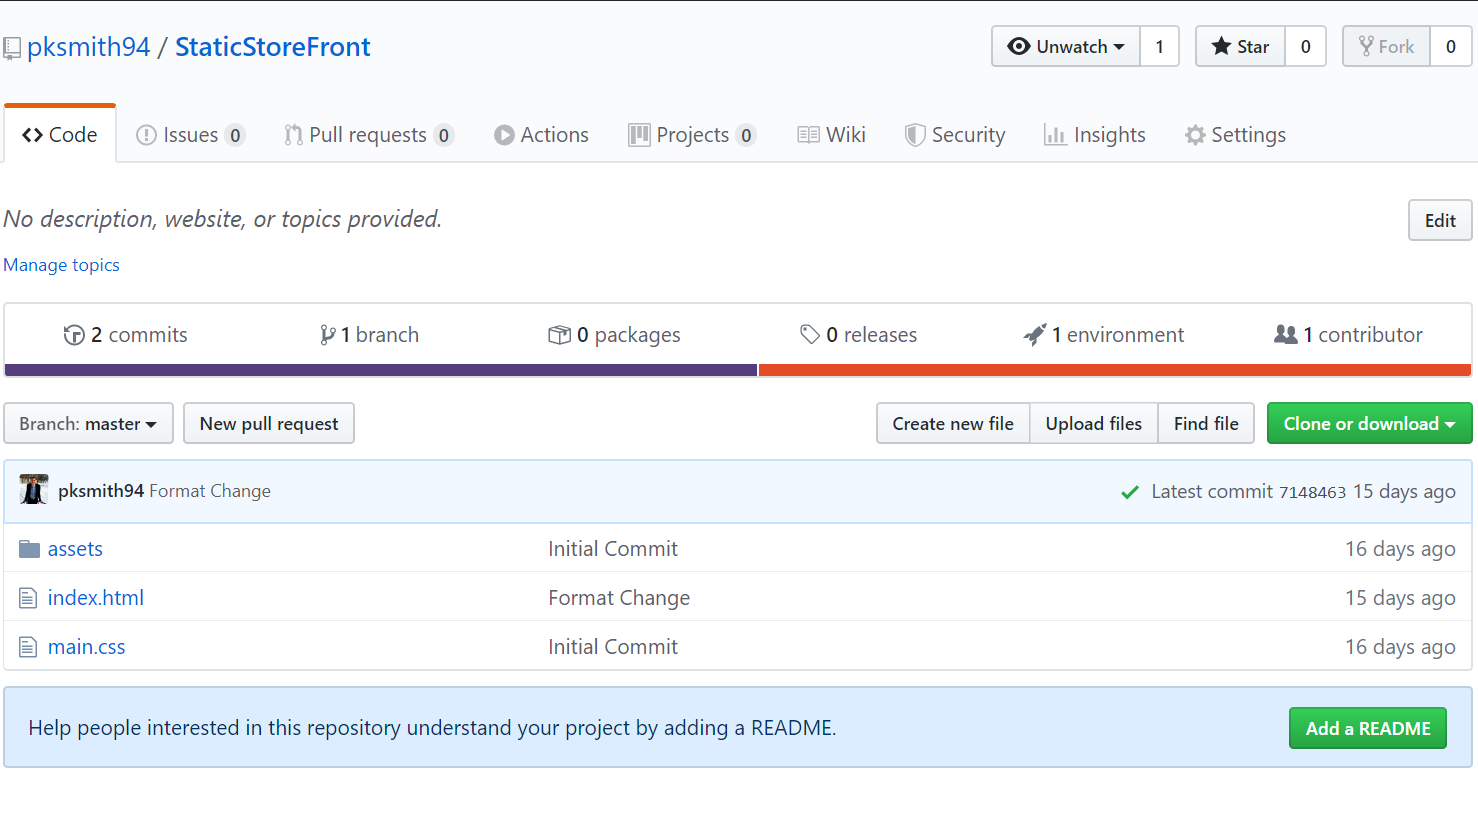 pksmith94 / StaticStoreFront
Unwatch 1 Star 0 Fork 0
Code Issues 0 Pull requests 0 Actions Projects 0 Wiki Security Insights Settings
No description, website, or topics provided. Edit
Manage topics
2 commits 1 branch 0 packages 0 releases 1 environment 1 contributor
Branch: master New pull request Create new file Upload files Find file Clone or download
pksmith94 Format Change Latest commit 7148463 15 days ago
assets Initial Commit 16 days ago
index.html Format Change 15 days ago
main.css Initial Commit 16 days ago
Help people interested in this repository understand your project by adding a README. Add a README